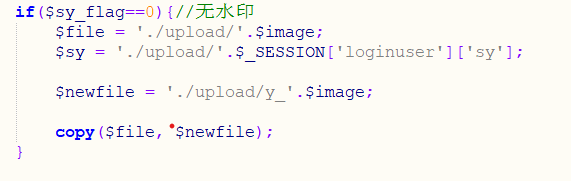 if($sy_flag==0){//无水印
$file = './upload/'.$image;
$sy = './upload/'.$_SESSION['loginuser']['sy'];
$newfile = './upload/y_'.$image;
copy($file, $newfile);
}